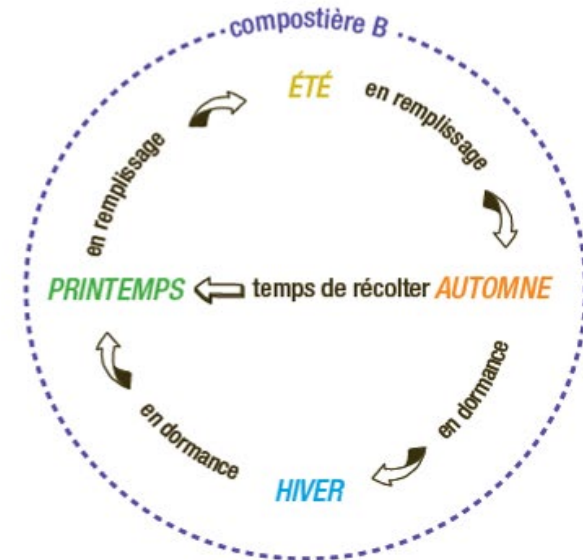 compostière B
ÉTÉ
en remplissage
en remplissage
PRINTEMPS
temps de récolter
AUTOMNE
en dormance
en dormance
HIVER